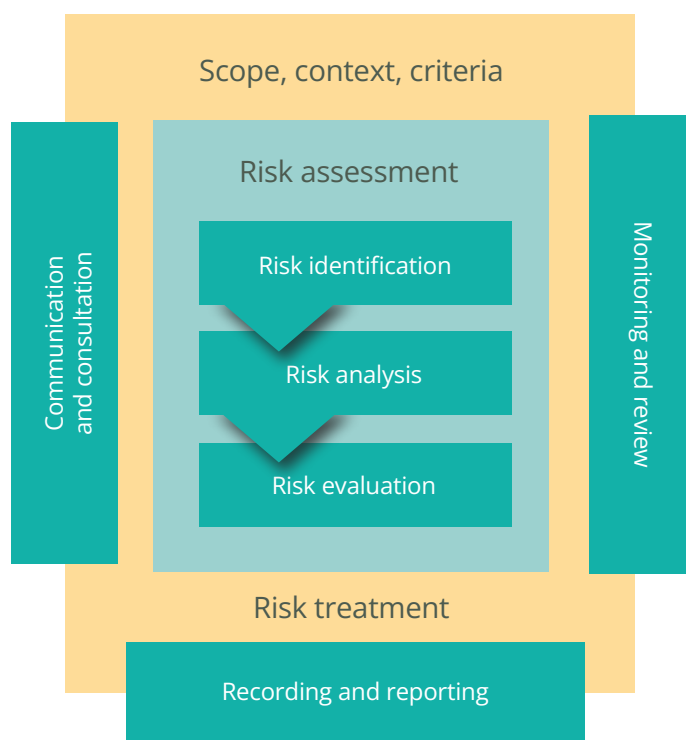 Scope, context, criteria
Communication
and consultation
Risk assessment
Risk identification
Risk analysis
Risk evaluation
Monitoring and review
Risk treatment
Recording and reporting